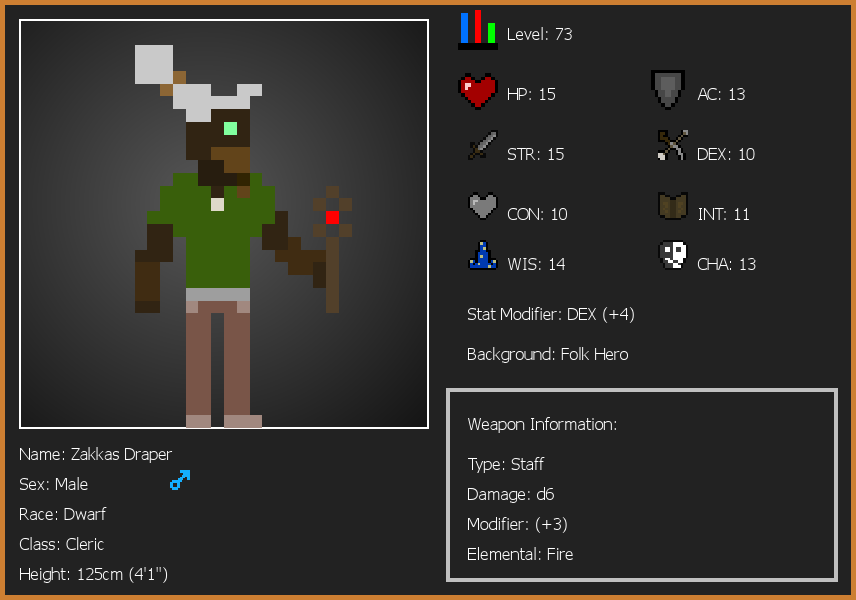 Level: 73
HP: 15
AC: 13
STR: 15
DEX: 10
CON: 10
INT: 11
WIS: 14
CHA: 13
Stat Modifier: DEX (+4)
Background: Folk Hero
Weapon Information:
Type: Staff
Damage: d6
Modifier: (+3)
Elemental: Fire
Name: Zakkas Draper
Sex: Male
Race: Dwarf
Class: Cleric
Height: 125cm (4'1")